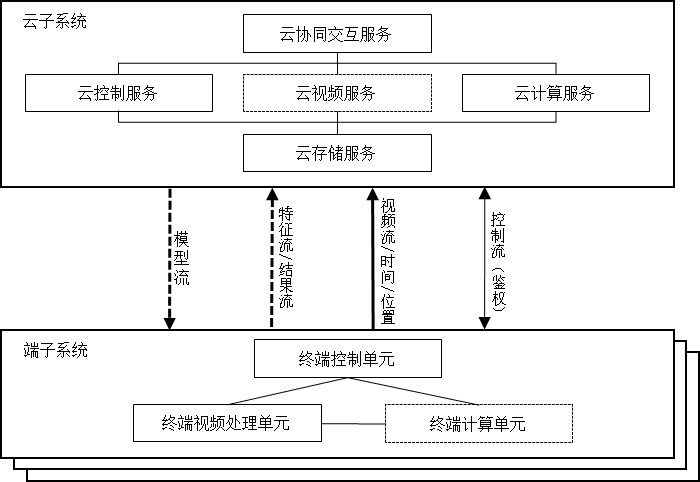 云子系统
云协同交互服务
云控制服务
云视频服务
云计算服务
云存储服务
模型流
特征流/结果流
视频流/时间/位置
控制流（鉴权）
端子系统
终端控制单元
终端视频处理单元
终端计算单元